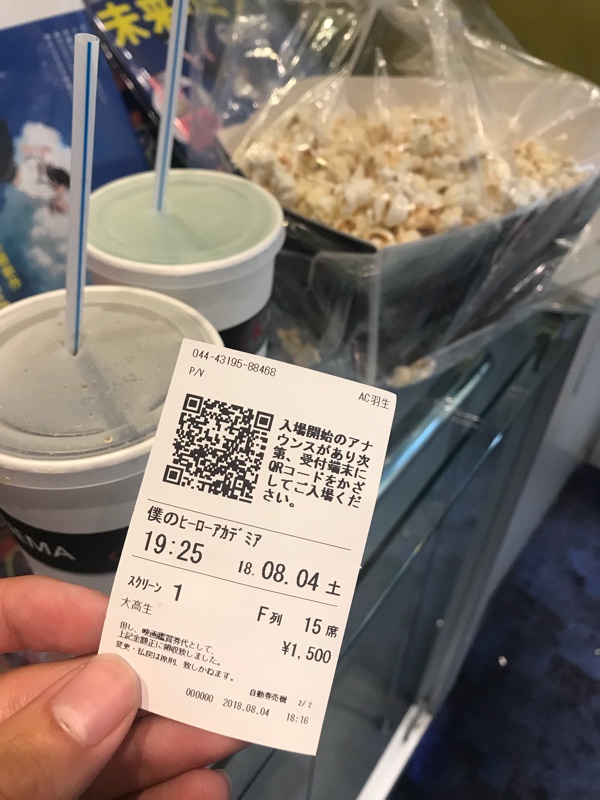 未来
044-43195-88468
P/V
AC羽生
入場開始のアナ
ウンスがあり次
第、受付端末に
QRコードをかざ
してご入場くだ
さい。
僕のﾋｰﾛｰｱｶﾃﾞﾐｱ
19:25 18.08.04 土
ｽｸﾘｰﾝ 1 F列 15席
大高生 ¥1,500
但し、映画鑑賞券代として、
上記金額正に領収致しました。
変更・払戻は原則、致しかねます。
自動券売機 2/2
000000 2018.08.04 18:16
EMA